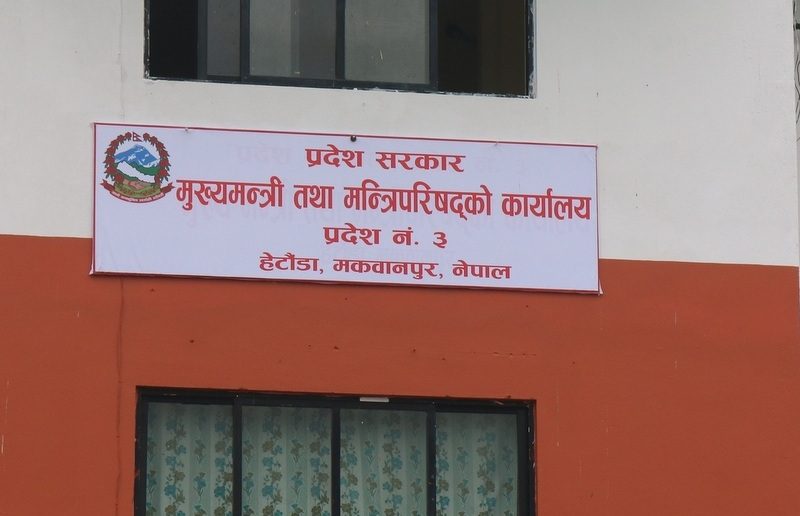 प्रदेश सरकार
मुख्यमन्त्री तथा मन्त्रिपरिषद्को कार्यालय
प्रदेश नं. ३
हेटौंडा, मकवानपुर, नेपाल